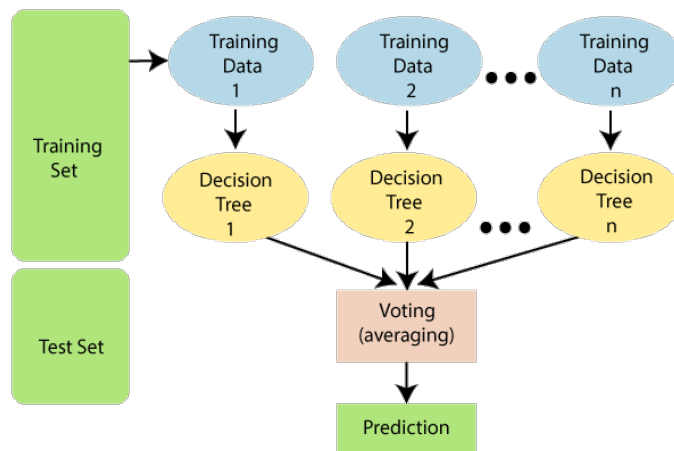 Training
Set
Test Set
Training
Data
1
Training
Data
2
Training
Data
n
Decision
Tree
1
Decision
Tree
2
Decision
Tree
n
Voting
(averaging)
Prediction